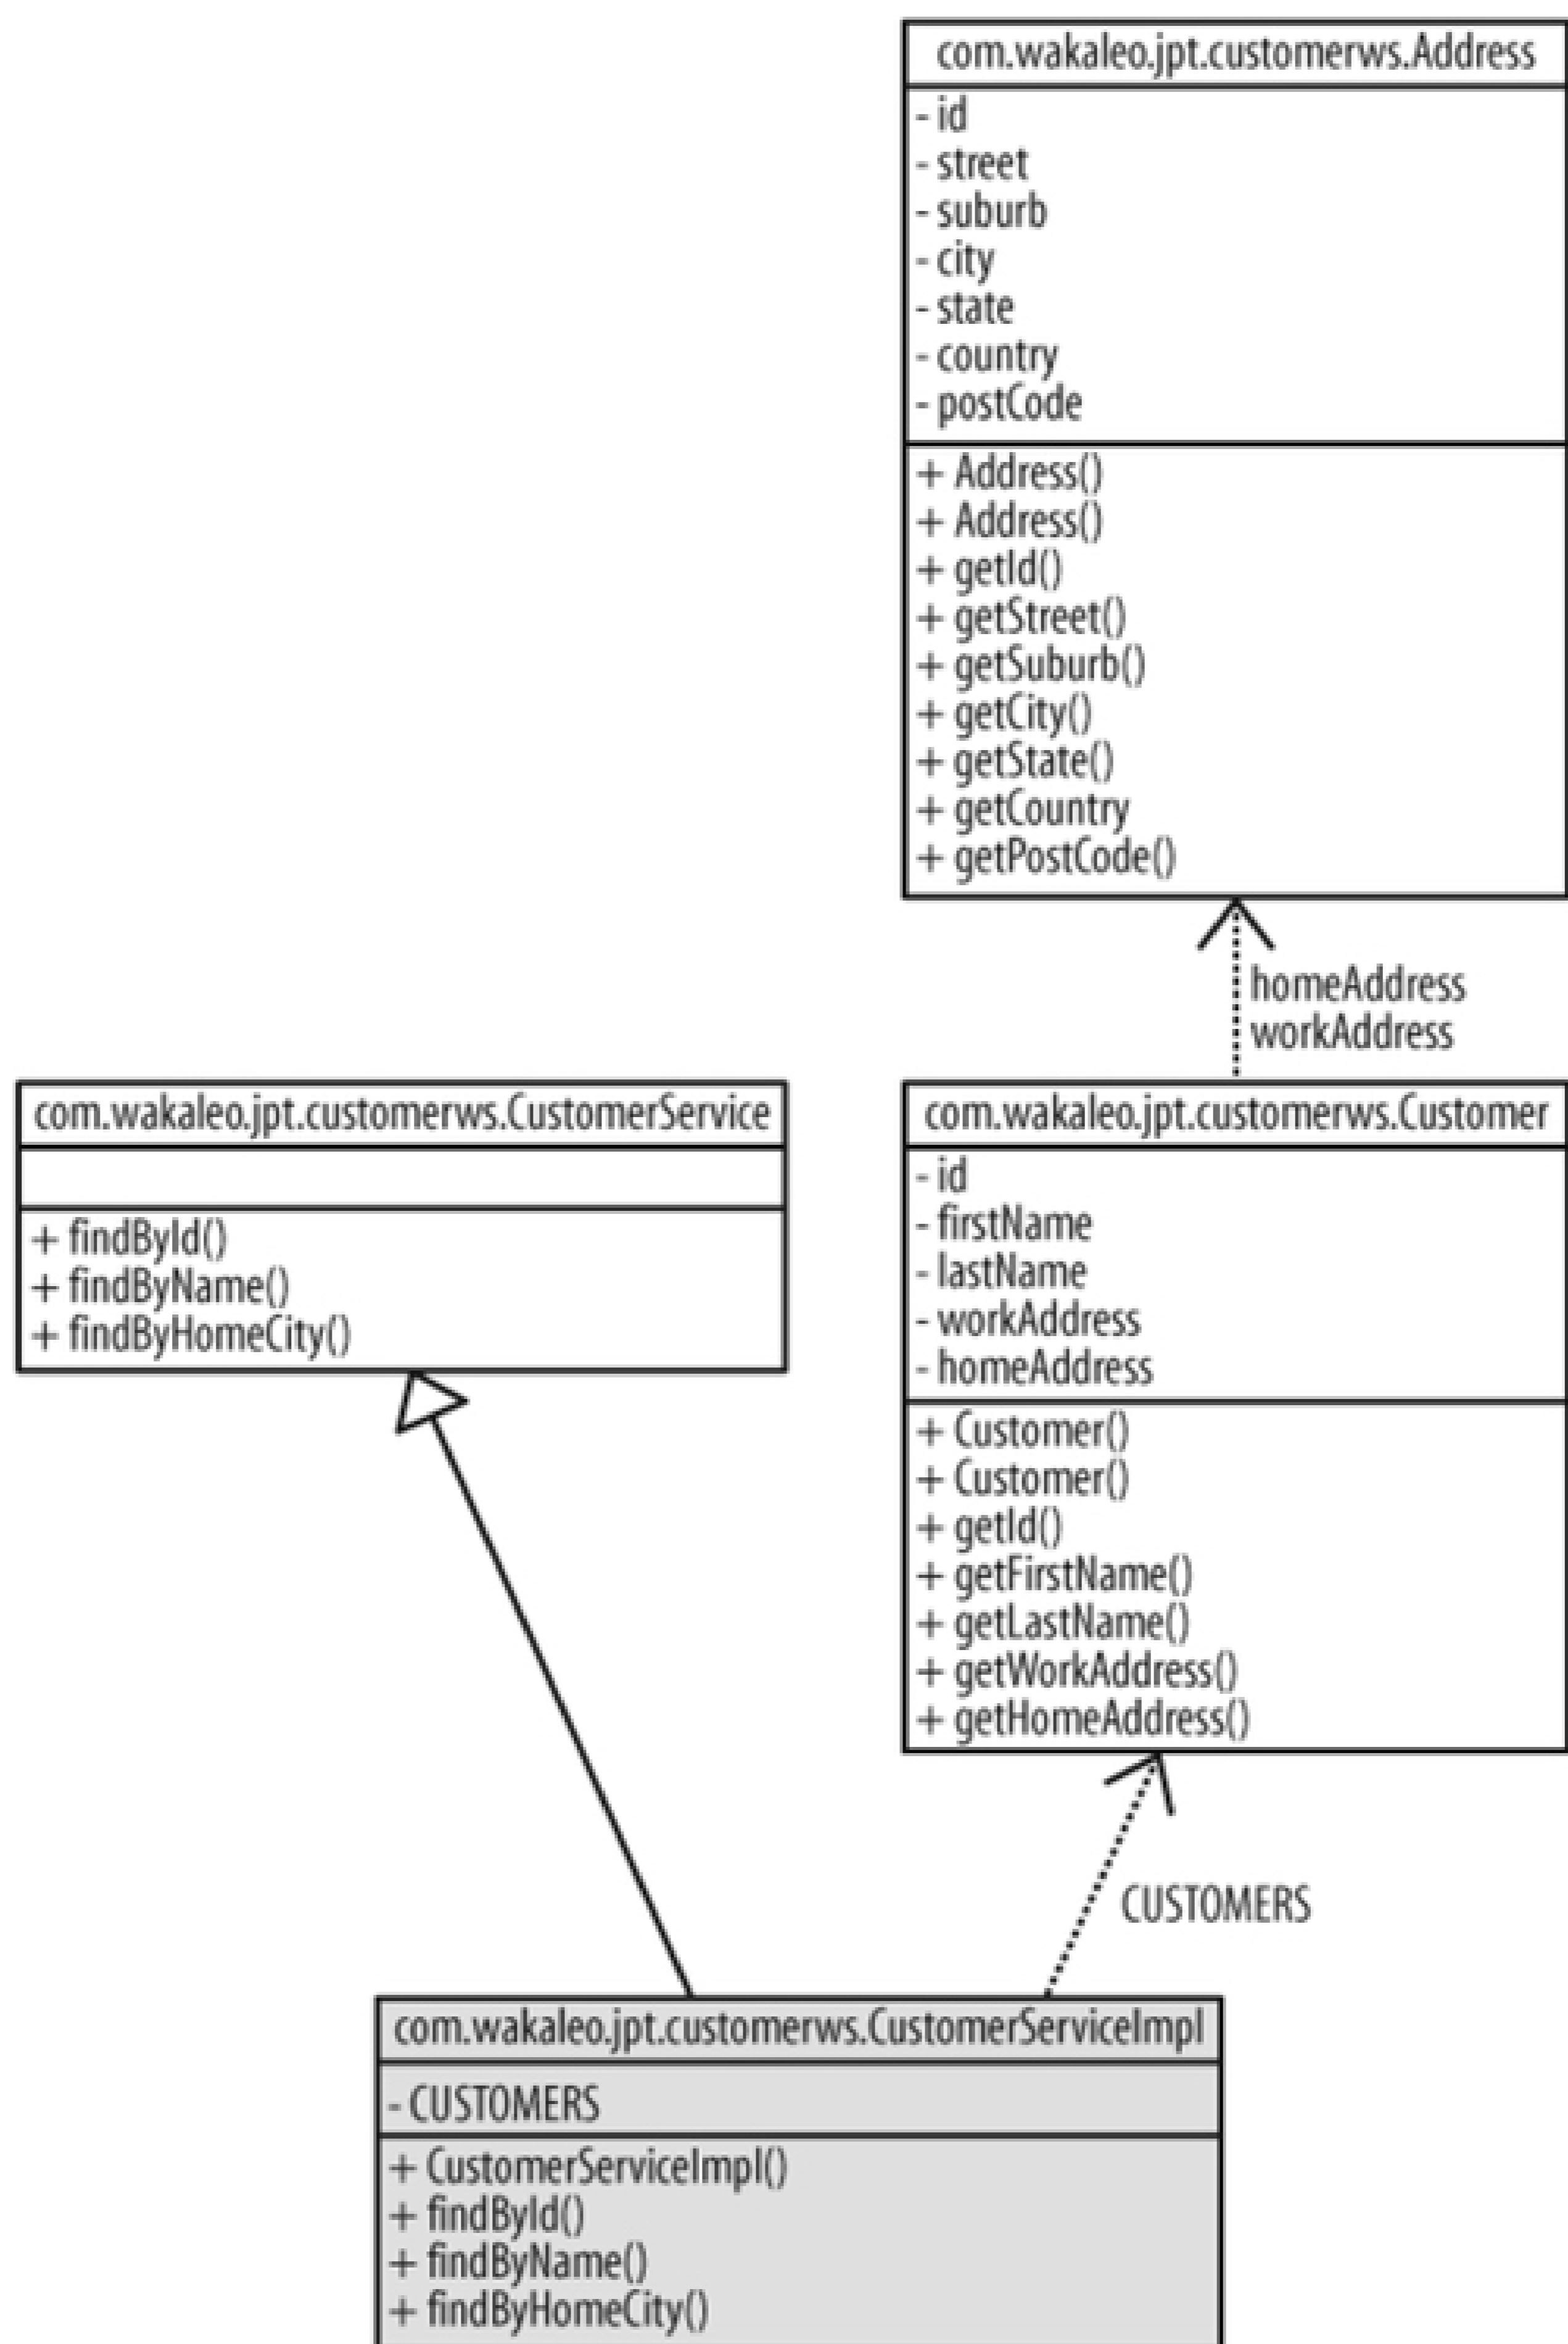 com.wakaleo.jpt.customerws.Address
- id
- street
- suburb
- city
- state
- country
- postCode
+ Address()
+ Address()
+ getId()
+ getStreet()
+ getSuburb()
+ getCity()
+ getState()
+ getCountry
+ getPostCode()
homeAddress
workAddress
com.wakaleo.jpt.customerws.CustomerService
+ findById()
+ findByName()
+ findByHomeCity()
com.wakaleo.jpt.customerws.Customer
- id
- firstName
- lastName
- workAddress
- homeAddress
+ Customer()
+ Customer()
+ getId()
+ getFirstName()
+ getLastName()
+ getWorkAddress()
+ getHomeAddress()
CUSTOMERS
com.wakaleo.jpt.customerws.CustomerServiceImpl
- CUSTOMERS
+ CustomerServiceImpl()
+ findById()
+ findByName()
+ findByHomeCity()